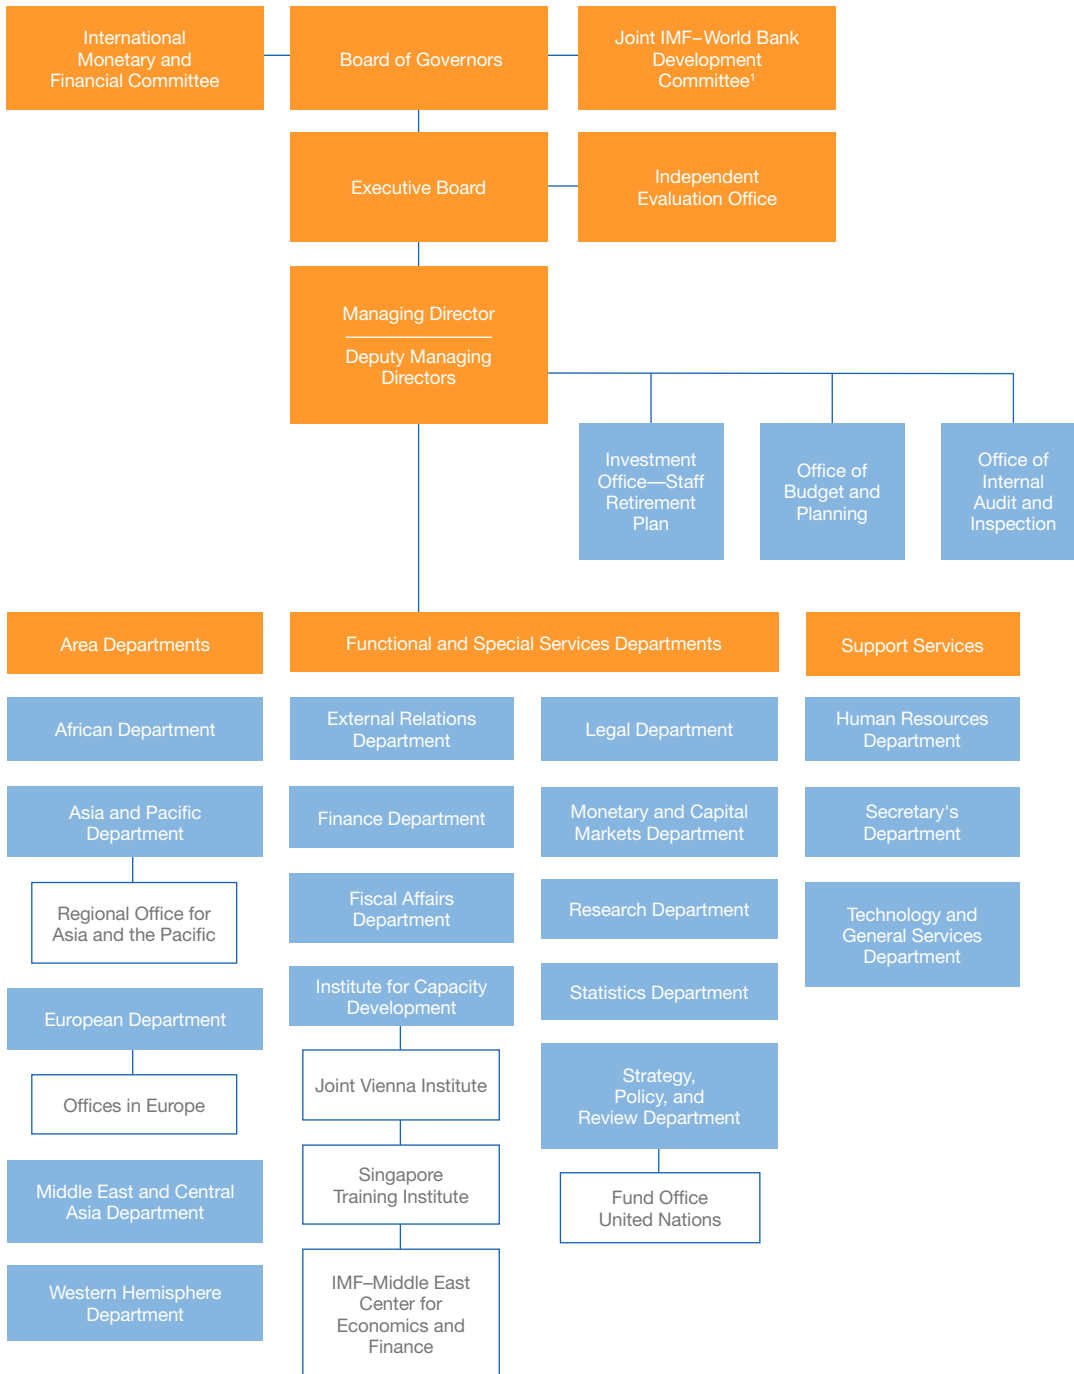 International
Monetary and
Financial Committee
Board of Governors
Joint IMF–World Bank
Development
Committee¹
Executive Board
Independent
Evaluation Office
Managing Director
Deputy Managing
Directors
Investment
Office—Staff
Retirement
Plan
Office of
Budget and
Planning
Office of
Internal
Audit and
Inspection
Area Departments
Functional and Special Services Departments
Support Services
African Department
Asia and Pacific
Department
Regional Office for
Asia and the Pacific
European Department
Offices in Europe
Middle East and Central
Asia Department
Western Hemisphere
Department
External Relations
Department
Finance Department
Fiscal Affairs
Department
Institute for Capacity
Development
Joint Vienna Institute
Singapore
Training Institute
IMF–Middle East
Center for
Economics and
Finance
Legal Department
Monetary and Capital
Markets Department
Research Department
Statistics Department
Strategy,
Policy, and
Review Department
Fund Office
United Nations
Human Resources
Department
Secretary's
Department
Technology and
General Services
Department